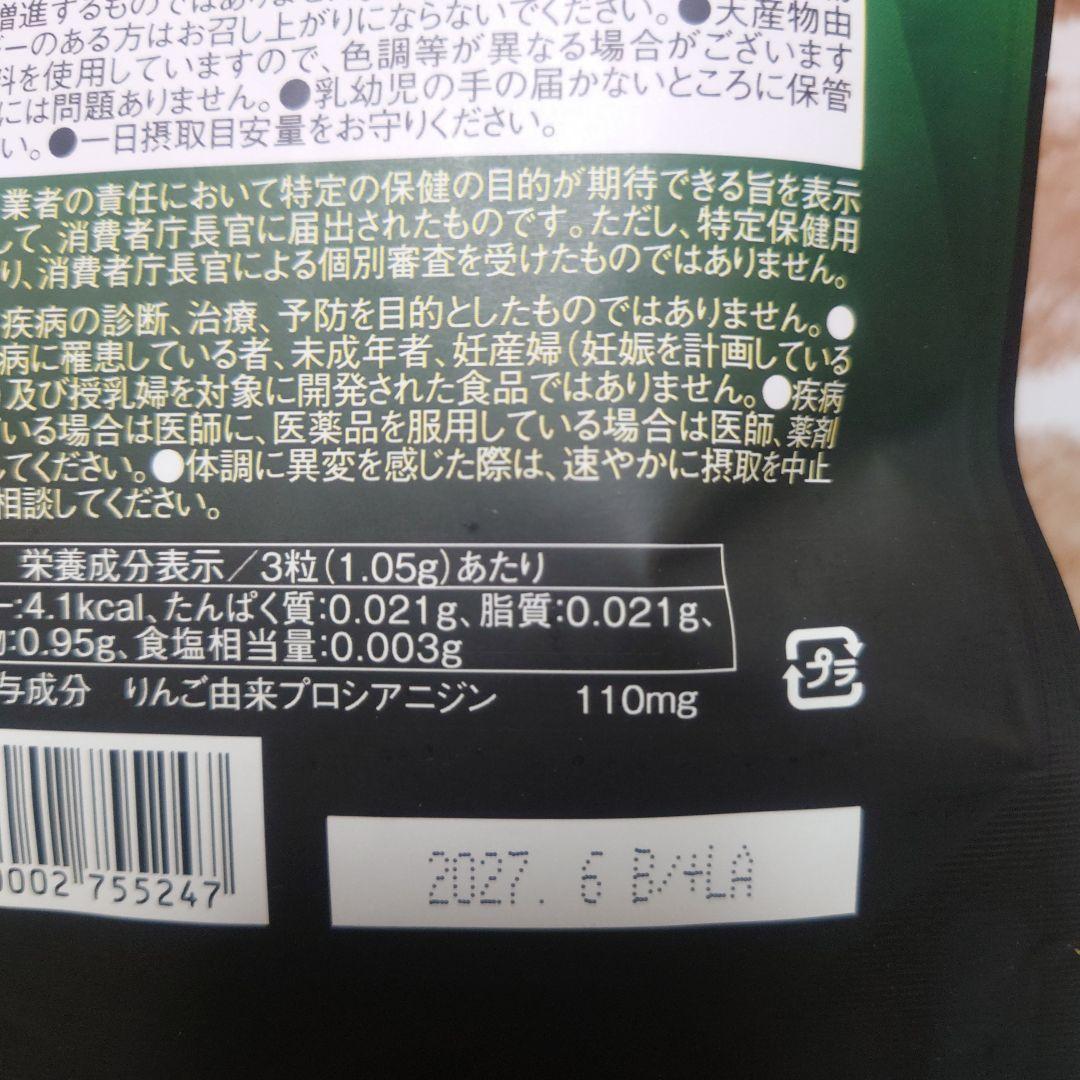 増進するものではありま
ーのある方はお召し上がりにならないでください。●天産物由
料を使用していますので、色調等が異なる場合がございます
には問題ありません。●乳幼児の手の届かないところに保管
い。●一日摂取目安量をお守りください。
業者の責任において特定の保健の目的が期待できる旨を表示
して、消費者庁長官に届出されたものです。ただし、特定保健用
り、消費者庁長官による個別審査を受けたものではありません。
疾病の診断、治療、予防を目的としたものではありません。●
病に罹患している者、未成年者、妊産婦(妊娠を計画している
及び授乳婦を対象に開発された食品ではありません。●疾病
いる場合は医師に、医薬品を服用している場合は医師、薬剤
してください。●体調に異変を感じた際は、速やかに摂取を中止
相談してください。
栄養成分表示/3粒(1.05g)あたり
ー:4.1kcal、たんぱく質:0.021g、脂質:0.021g、
:0.95g、食塩相当量:0.003g
与成分 りんご由来プロシアニジン 110mg
プラ
0002 755247
2027. 6 B/+LA